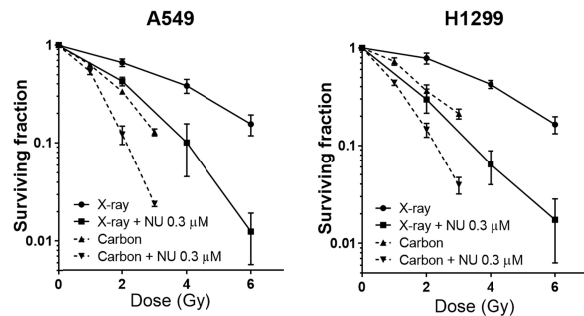 A549
Surviving fraction
1
0.1
0.01
X-ray
X-ray + NU 0.3 μM
Carbon
Carbon + NU 0.3 μM
0
2
4
6
Dose (Gy)
H1299
Surviving fraction
1
0.1
0.01
X-ray
X-ray + NU 0.3 μM
Carbon
Carbon + NU 0.3 μM
0
2
4
6
Dose (Gy)